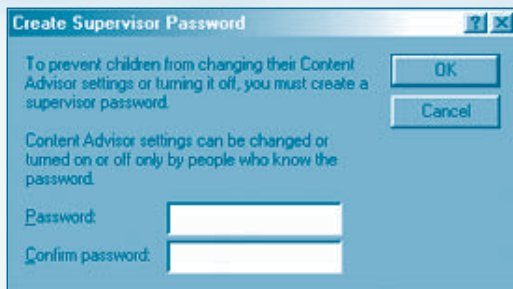 Create Supervisor Password
To prevent children from changing their Content
Advisor settings or turning it off, you must create a
supervisor password.
OK
Cancel
Content Advisor settings can be changed or
turned on or off only by people who know the
password.
Password:
Confirm password: